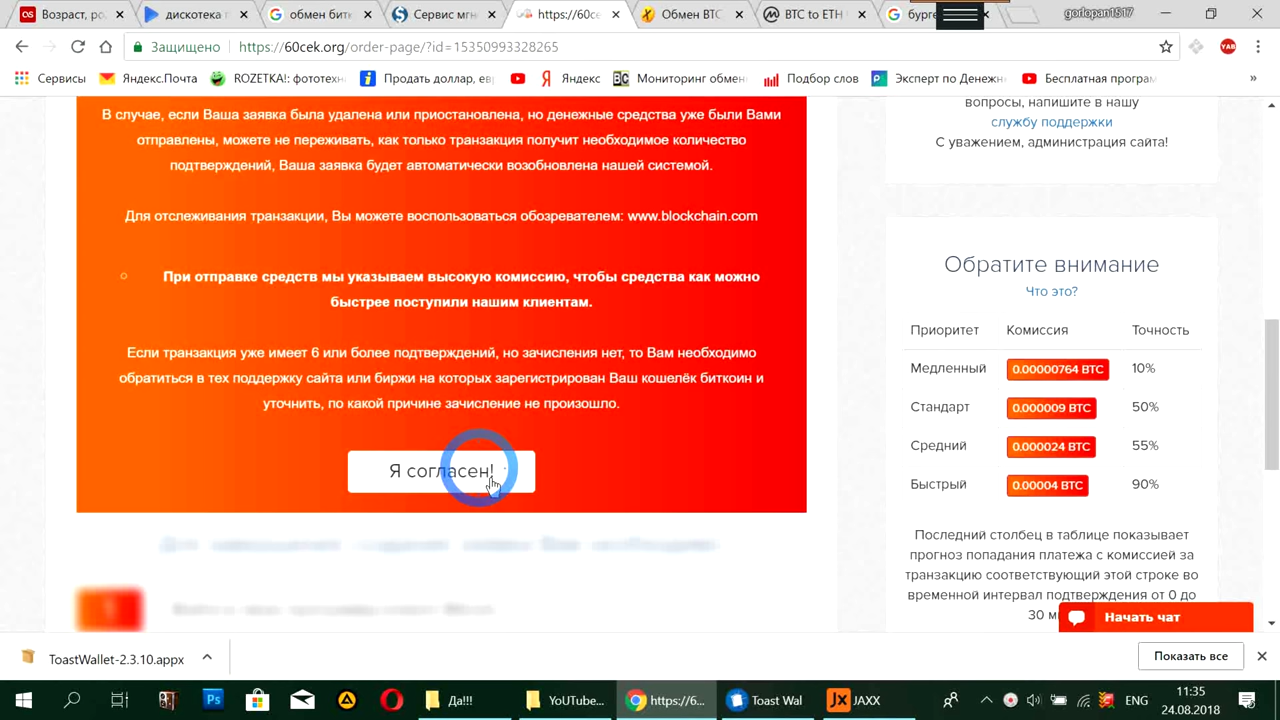 Возраст, род
дискотека
обмен битк
Сервис мгн
https://60ce
Обмен BTC
BTC to ETH
бурге
gorlopan1517
Защищено
https://60cek.org/order-page/?id=15350993328265
Сервисы
Яндекс.Почта
ROZETKA!: фототехн
Продать доллар, евр
Яндекс
Мониторинг обмен
Подбор слов
Эксперт по Денежн
Бесплатная програм
»
В случае, если Ваша заявка была удалена или приостановлена, но денежные средства уже были Вами
отправлены, можете не переживать, как только транзакция получит необходимое количество
подтверждений, Ваша заявка будет автоматически возобновлена нашей системой.
Для отслеживания транзакции, Вы можете воспользоваться обозревателем: www.blockchain.com
При отправке средств мы указываем высокую комиссию, чтобы средства как можно
быстрее поступили нашим клиентам.
Если транзакция уже имеет 6 или более подтверждений, но зачисления нет, то Вам необходимо
обратиться в тех поддержку сайта или биржи на которых зарегистрирован Ваш кошелёк биткоин и
уточнить, по какой причине зачисление не произошло.
Я согласен!
вопросы, напишите в нашу
службу поддержки
С уважением, администрация сайта!
Обратите внимание
Что это?
Приоритет Комиссия Точность
Медленный 0.00000764 BTC 10%
Стандарт 0.000009 BTC 50%
Средний 0.000024 BTC 55%
Быстрый 0.00004 BTC 90%
Последний столбец в таблице показывает
прогноз попадания платежа с комиссией за
транзакцию соответствующий этой строке во
временной интервал подтверждения от 0 до
30 м
Начать чат
ToastWallet-2.3.10.appx
Показать все
Да!!!
YouTube...
https://6...
Toast Wal
JAXX
ENG
11:35
24.08.2018